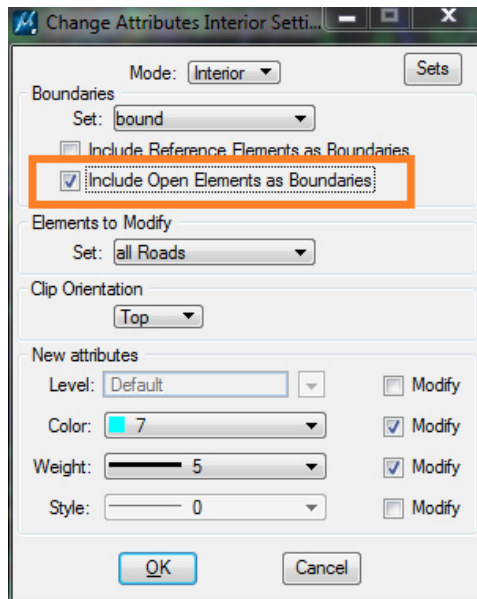 Change Attributes Interior Setti...
Mode: Interior
Sets
Boundaries
Set: bound
Include Reference Elements as Boundaries
Include Open Elements as Boundaries
Elements to Modify
Set: all Roads
Clip Orientation
Top
New attributes
Level: Default Modify
Color: 7 Modify
Weight: 5 Modify
Style: 0 Modify
OK Cancel